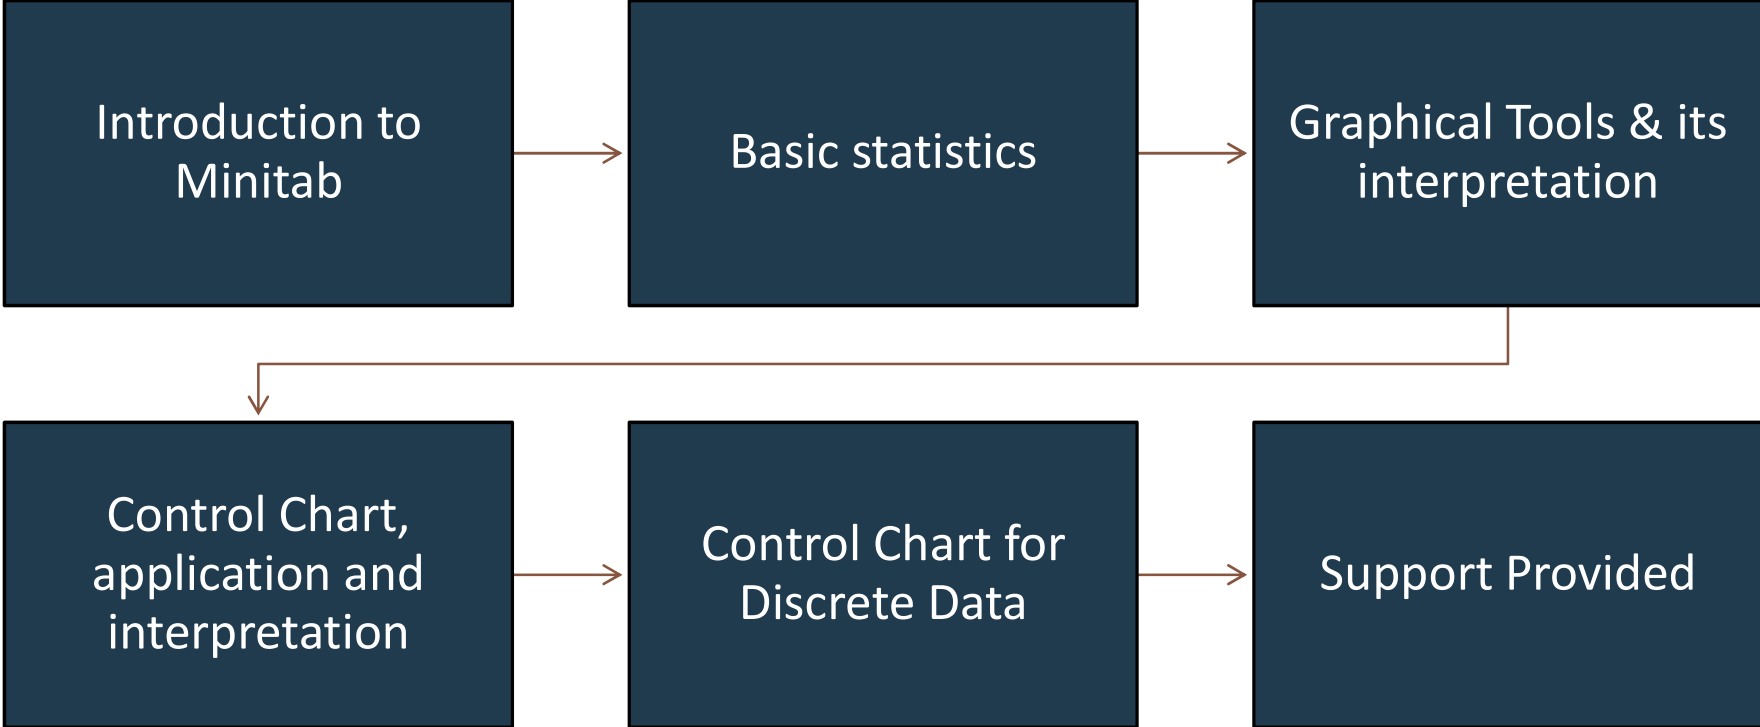 Introduction to
Minitab
Basic statistics
Graphical Tools & its
interpretation
Control Chart,
application and
interpretation
Control Chart for
Discrete Data
Support Provided